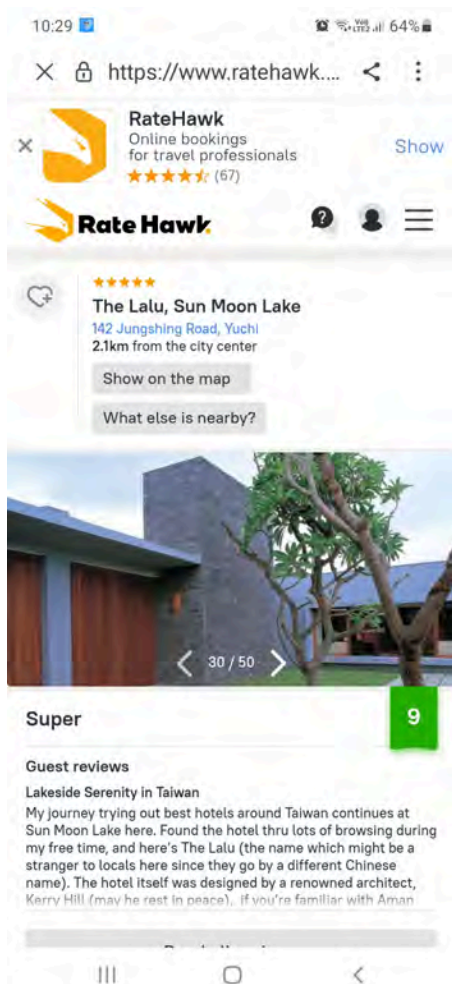 10:29
VoI)
LTE2
64%
https://www.ratehawk....
RateHawk
Online bookings
for travel professionals
(67)
Show
Rate Hawk.
The Lalu, Sun Moon Lake
142 Jungshing Road, Yuchi
2.1km from the city center
Show on the map
What else is nearby?
30 / 50
Super
9
Guest reviews
Lakeside Serenity in Taiwan
My journey trying out best hotels around Taiwan continues at
Sun Moon Lake here. Found the hotel thru lots of browsing during
my free time, and here's The Lalu (the name which might be a
stranger to locals here since they go by a different Chinese
name). The hotel itself was designed by a renowned architect,
Kerry Hill (may he rest in peace).. If you're familiar with Aman